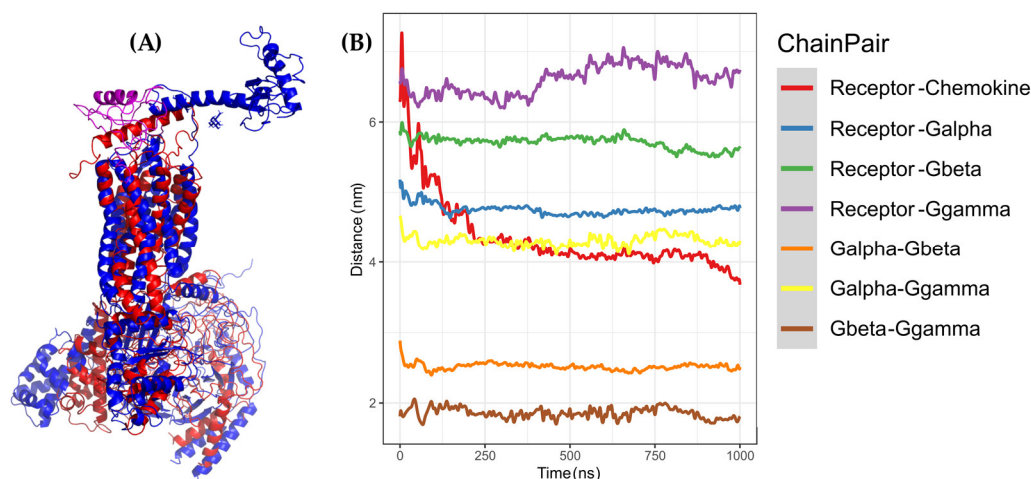 (A)
(B)
ChainPair
Receptor-Chemokine
Receptor-Galpha
Receptor-Gbeta
Receptor-Ggamma
Galpha-Gbeta
Galpha-Ggamma
Gbeta-Ggamma
Distance (nm)
6
4
2
0
250
500
750
1000
Time(ns)